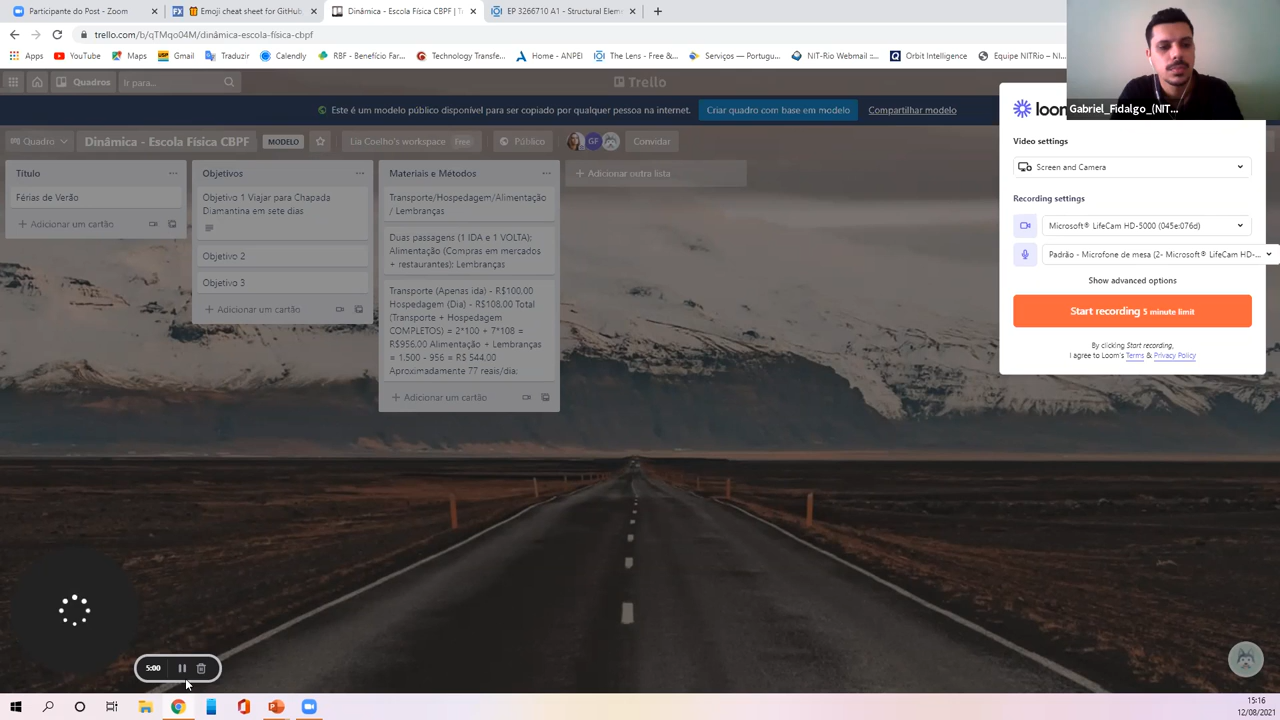 Participante do Post - Zoom
Emoji cheat sheet for GitHub,
Dinâmica - Escola Física CBPF | Tr
EP 3266710 A1 - Structural Elem
trello.com/b/qTMqo04M/dinâmica-escola-física-cbpf
Apps
YouTube
Maps
Gmail
Traduzir
Calendly
RBF - Benefício Far...
Technology Transfe...
Home - ANPEI
The Lens - Free &...
Serviços — Portugu...
NIT-Rio Webmail ::...
Orbit Intelligence
Equipe NITRio – NI...
Quadros
Ir para...
Trello
Este é um modelo público disponível para ser copiado por qualquer pessoa na internet.
Criar quadro com base em modelo
Compartilhar modelo
Quadro
Dinâmica - Escola Física CBPF
MODELO
Eia Coelho's workspace
Free
Público
GF
Convidar
Título
Férias de Verão
+ Adicionar um cartão
Objetivos
Objetivo 1 Viajar para Chapada
Diamantina em sete dias
Objetivo 2
Objetivo 3
+ Adicionar um cartão
Materiais e Métodos
Transporte/Hospedagem/Alimentação
/ Lembranças
Duas passagens (1 IDA e 1 VOLTA);
Alimentação (Compras em mercados
+ restaurantes); Lembranças
Transporte (apenas ida) - R$100.00
Hospedagem (Dia) - R$108.00 Total
(Transporte + Hospedagem
COMPLETOS) = 2*100 + 7*108 =
R$956.00 Alimentação + Lembranças
= 1.500 - 956 = R$ 544.00
Aproximadamente 77 reais/dia;
+ Adicionar um cartão
+ Adicionar outra lista
loom
Gabriel_Fidalgo_(NIT...
Video settings
Screen and Camera
Recording settings
Microsoft® LifeCam HD-5000 (045e:076d)
Padrão - Microfone de mesa (2- Microsoft® LifeCam HD-...
Show advanced options
Start recording 5 minute limit
By clicking Start recording,
I agree to Loom's Terms & Privacy Policy
5:00
15:16
12/08/2021